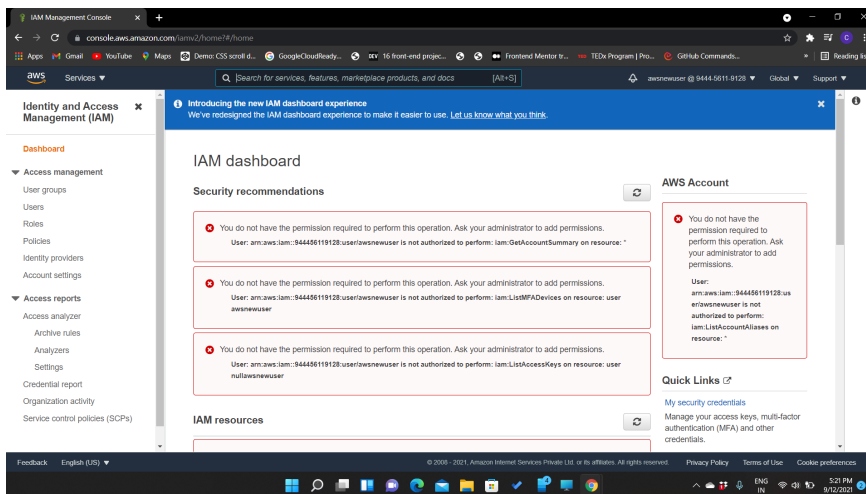 IAM Management Console
console.aws.amazon.com/iamv2/home?#/home
Apps Gmail YouTube Maps Demo: CSS scroll d... GoogleCloudReady... DEV 16 front-end projec... Frontend Mentor tr... TEDx Program | Pro... GitHub Commands... » Reading lis
aws Services ▼ Search for services, features, marketplace products, and docs [Alt+S] awsnewuser @ 9444-5611-9128 ▼ Global ▼ Support ▼
Identity and Access
Management (IAM)
Dashboard
Access management
User groups
Users
Roles
Policies
Identity providers
Account settings
Access reports
Access analyzer
Archive rules
Analyzers
Settings
Credential report
Organization activity
Service control policies (SCPs)
Introducing the new IAM dashboard experience
We've redesigned the IAM dashboard experience to make it easier to use. Let us know what you think.
IAM dashboard
Security recommendations
You do not have the permission required to perform this operation. Ask your administrator to add permissions.
User: arn:aws:iam::944456119128:user/awsnewuser is not authorized to perform: iam:GetAccountSummary on resource: *
You do not have the permission required to perform this operation. Ask your administrator to add permissions.
User: arn:aws:iam::944456119128:user/awsnewuser is not authorized to perform: iam:ListMFADevices on resource: user
awsnewuser
You do not have the permission required to perform this operation. Ask your administrator to add permissions.
User: arn:aws:iam::944456119128:user/awsnewuser is not authorized to perform: iam:ListAccessKeys on resource: user
nullawsnewuser
IAM resources
AWS Account
You do not have the
permission required to
perform this operation. Ask
your administrator to add
permissions.
User:
arn:aws:iam::944456119128:us
er/awsnewuser is not
authorized to perform:
iam:ListAccountAliases on
resource: *
Quick Links
My security credentials
Manage your access keys, multi-factor
authentication (MFA) and other
credentials.
Feedback English (US) ▼ © 2008 - 2021, Amazon Internet Services Private Ltd. or its affiliates. All rights reserved. Privacy Policy Terms of Use Cookie preferences
ENG
IN
5:21 PM
9/12/2021